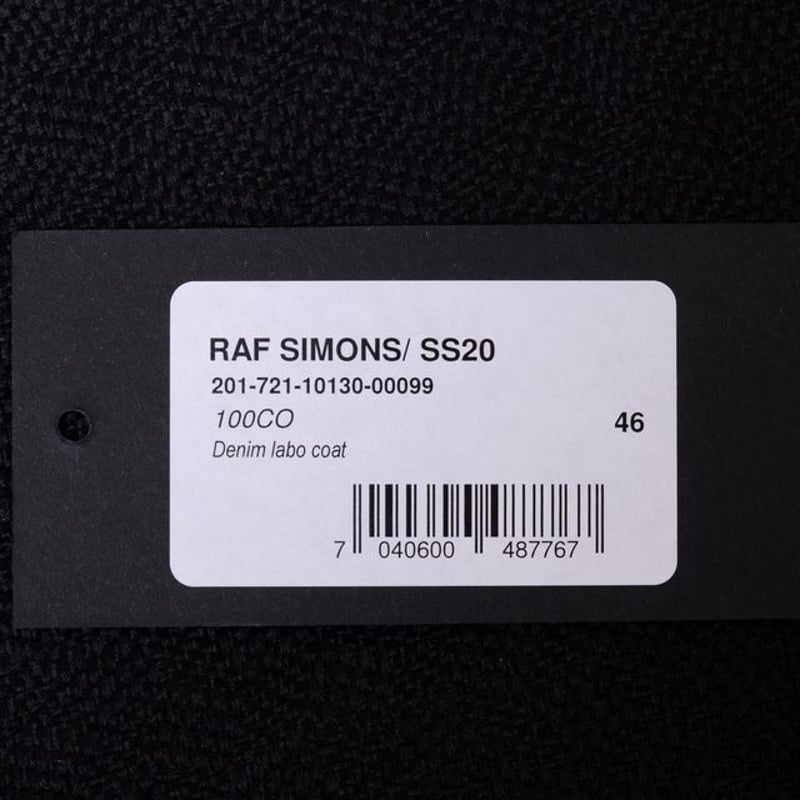 RAF SIMONS/ SS20
201-721-10130-00099
100CO
46
Denim labo coat
7 040600 487767